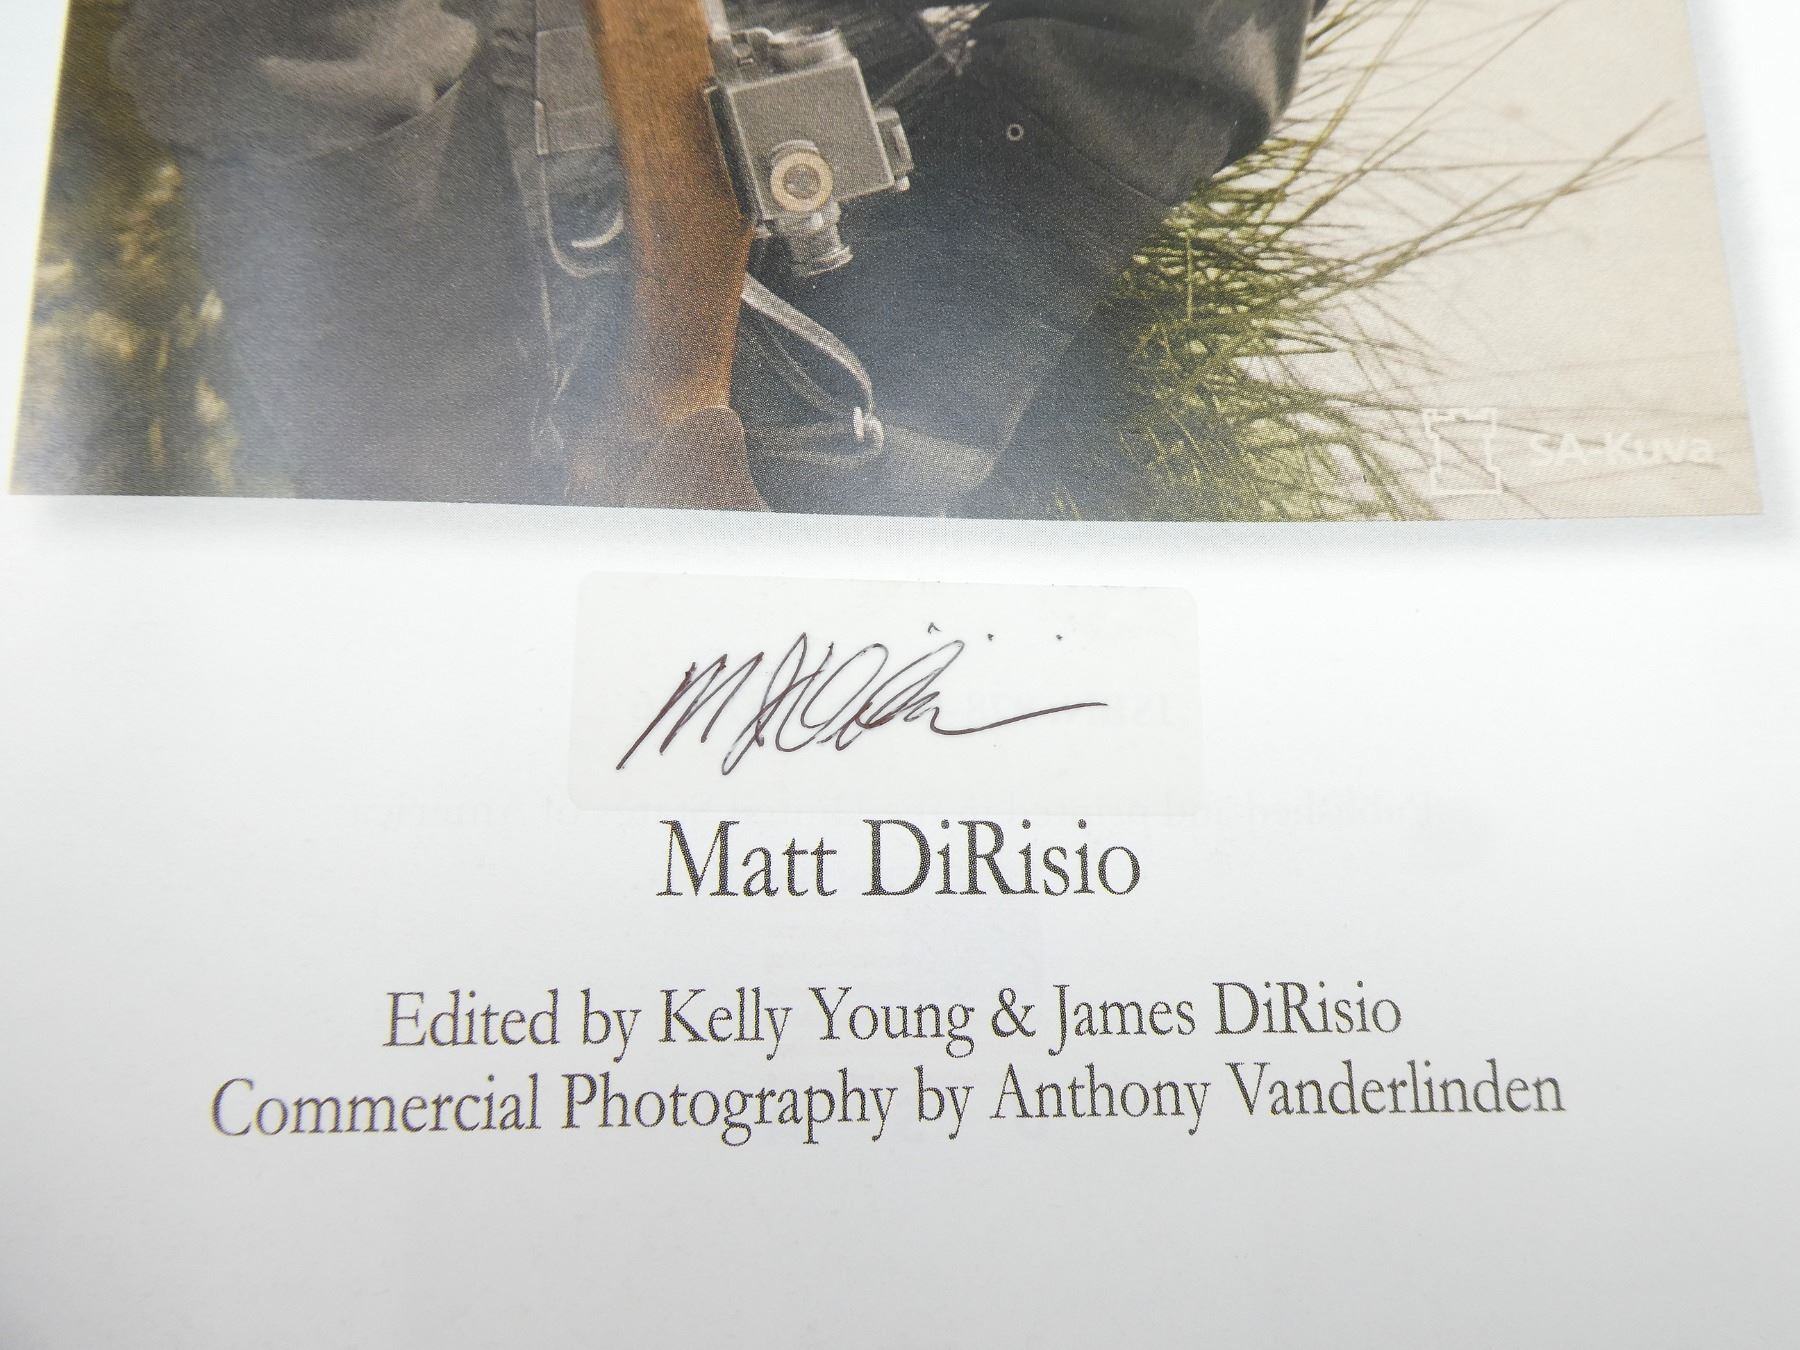 SA-Kuva
Matt DiRisio
Edited by Kelly Young & James DiRisio
Commercial Photography by Anthony Vanderlinden